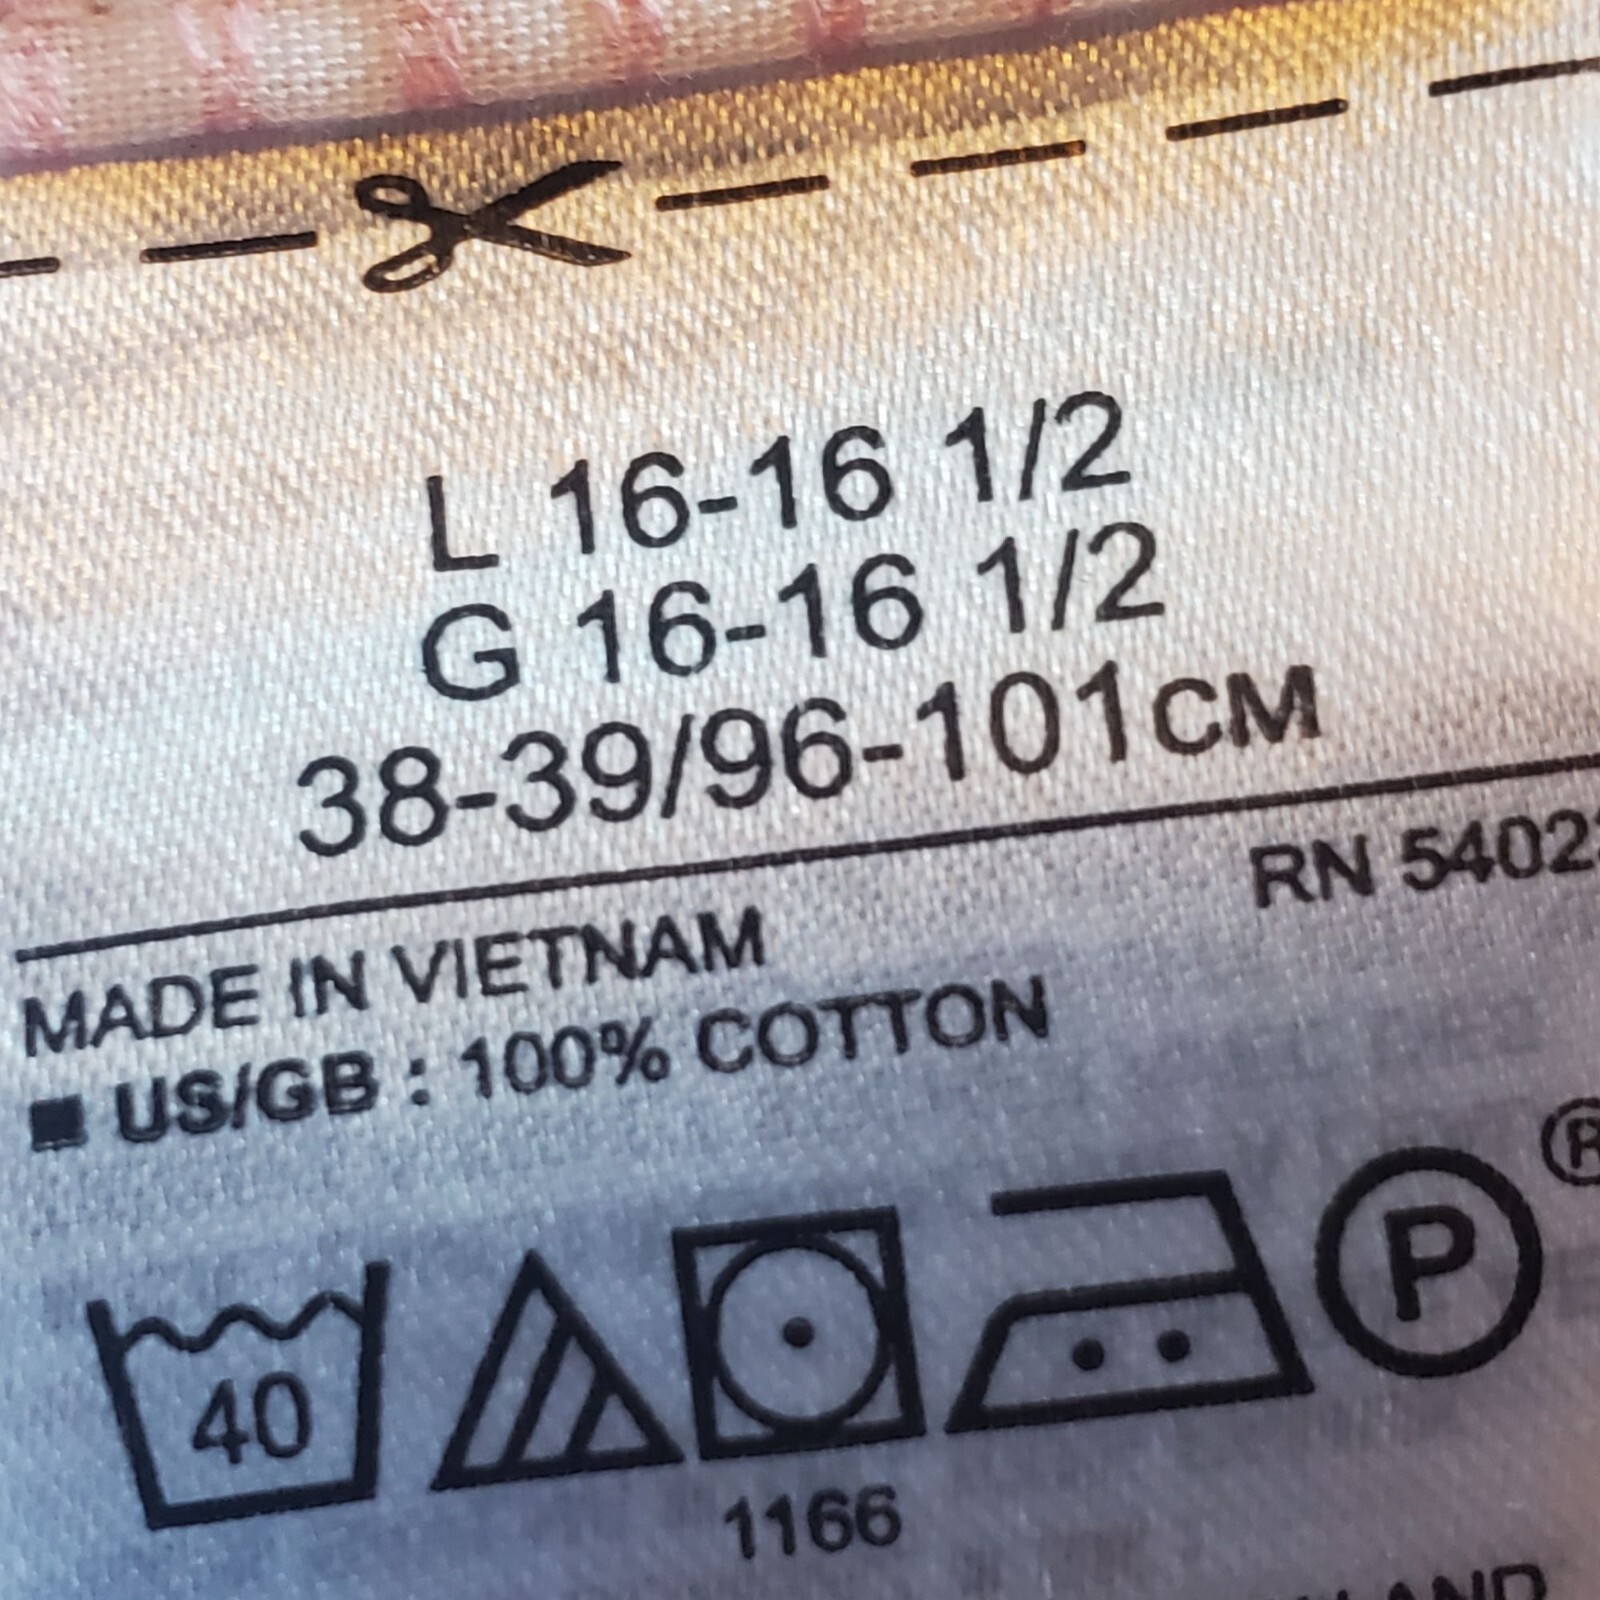 L 16-16 1/2
G 16-16 1/2
38-39/96-101CM
RN 5402
MADE IN VIETNAM
■ US/GB : 100% COTTON
40
P ®
1166